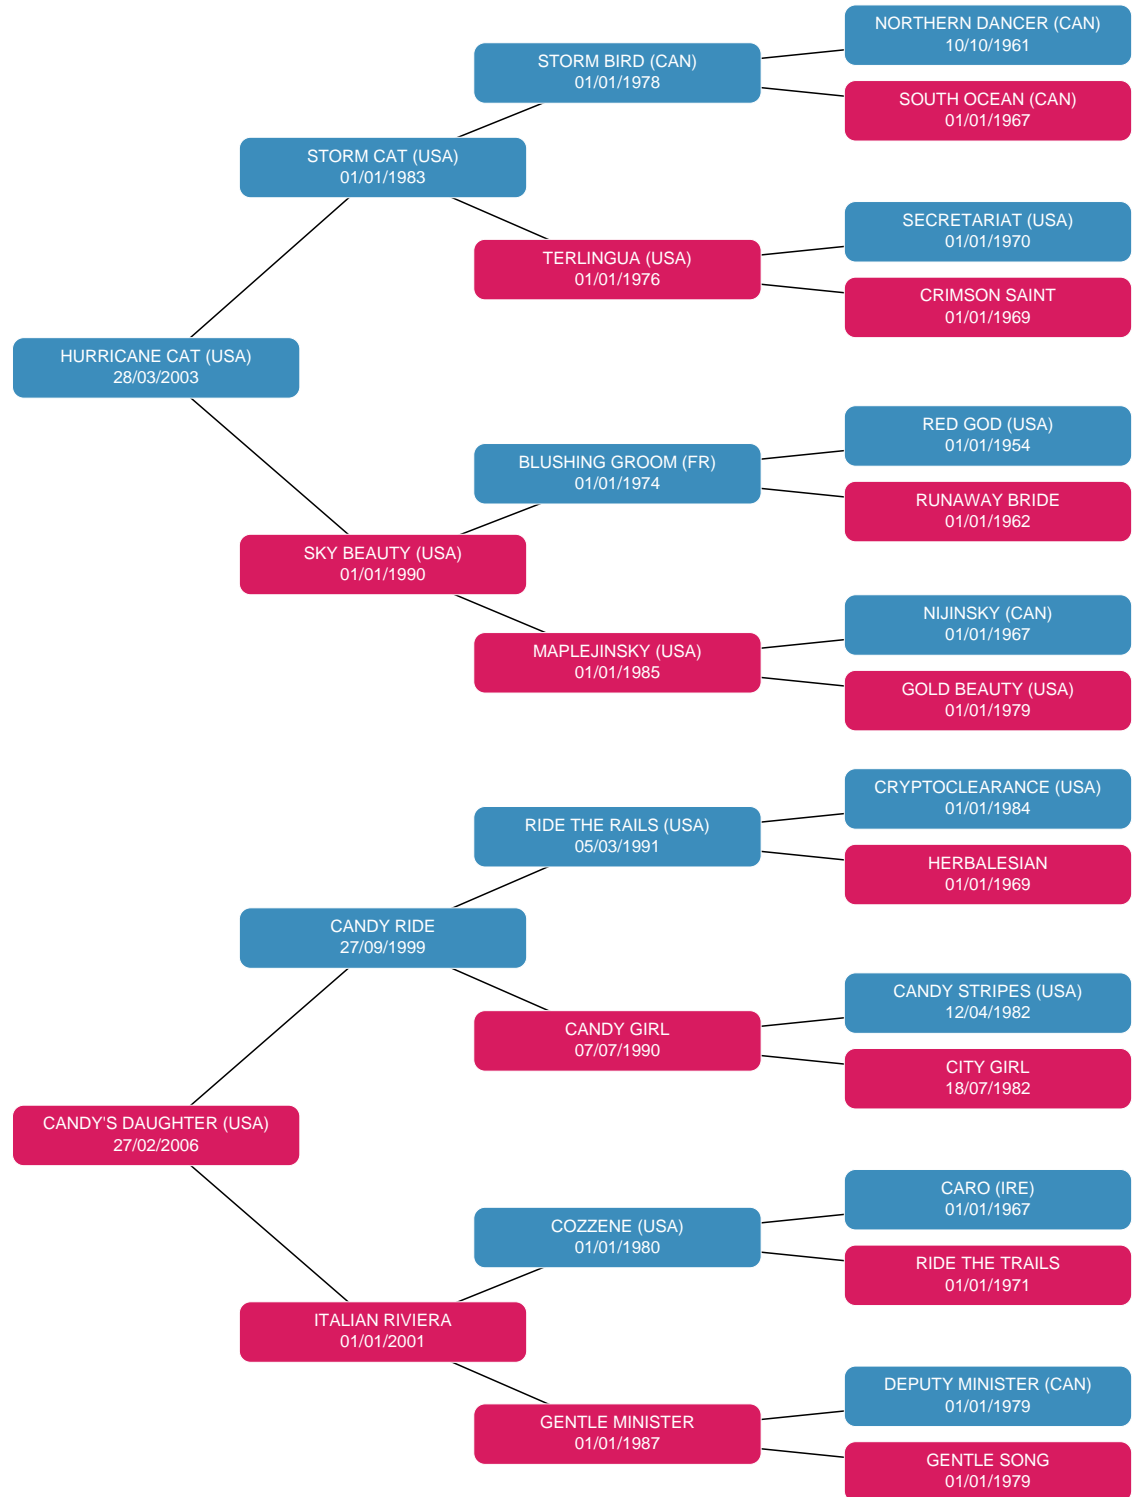 NORTHERN DANCER (CAN)
10/10/1961
STORM BIRD (CAN)
01/01/1978
SOUTH OCEAN (CAN)
01/01/1967
STORM CAT (USA)
01/01/1983
SECRETARIAT (USA)
01/01/1970
TERLINGUA (USA)
01/01/1976
CRIMSON SAINT
01/01/1969
HURRICANE CAT (USA)
28/03/2003
RED GOD (USA)
01/01/1954
BLUSHING GROOM (FR)
01/01/1974
RUNAWAY BRIDE
01/01/1962
SKY BEAUTY (USA)
01/01/1990
NIJINSKY (CAN)
01/01/1967
MAPLEJINSKY (USA)
01/01/1985
GOLD BEAUTY (USA)
01/01/1979
CRYPTOCLEARANCE (USA)
01/01/1984
RIDE THE RAILS (USA)
05/03/1991
HERBALESIAN
01/01/1969
CANDY RIDE
27/09/1999
CANDY STRIPES (USA)
12/04/1982
CANDY GIRL
07/07/1990
CITY GIRL
18/07/1982
CANDY'S DAUGHTER (USA)
27/02/2006
CARO (IRE)
01/01/1967
COZZENE (USA)
01/01/1980
RIDE THE TRAILS
01/01/1971
ITALIAN RIVIERA
01/01/2001
DEPUTY MINISTER (CAN)
01/01/1979
GENTLE MINISTER
01/01/1987
GENTLE SONG
01/01/1979